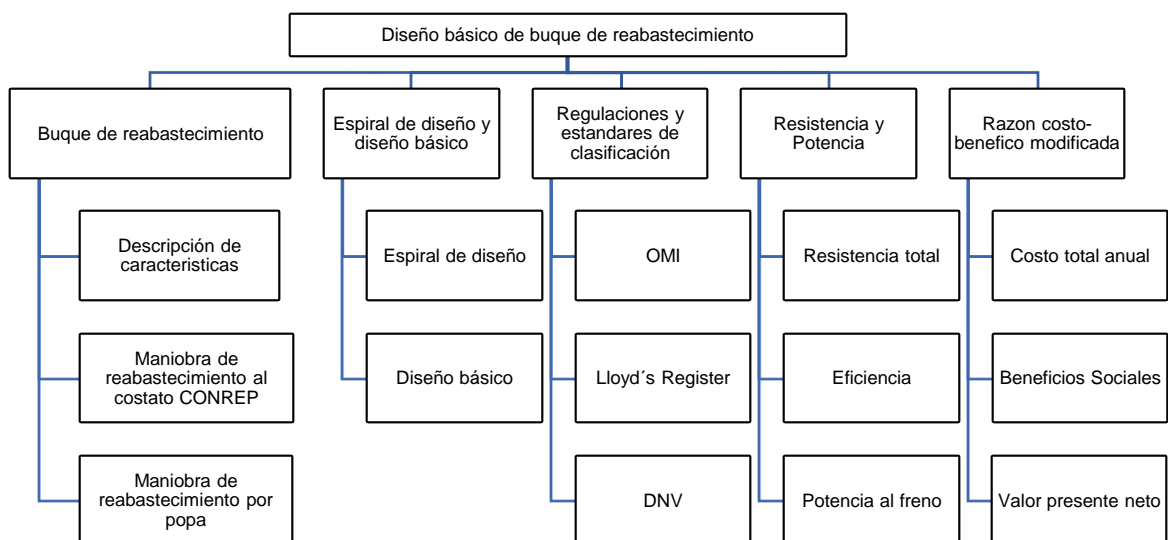 Diseño básico de buque de reabastecimiento
Buque de reabastecimiento
Espiral de diseño y
diseño básico
Regulaciones y
estandares de
clasificación
Resistencia y
Potencia
Razon costo-
benefico modificada
Descripción de
caracteristicas
Espiral de diseño
OMI
Resistencia total
Costo total anual
Maniobra de
reabastecimiento al
costato CONREP
Diseño básico
Lloyd´s Register
Eficiencia
Beneficios Sociales
Maniobra de
reabastecimiento por
popa
DNV
Potencia al freno
Valor presente neto